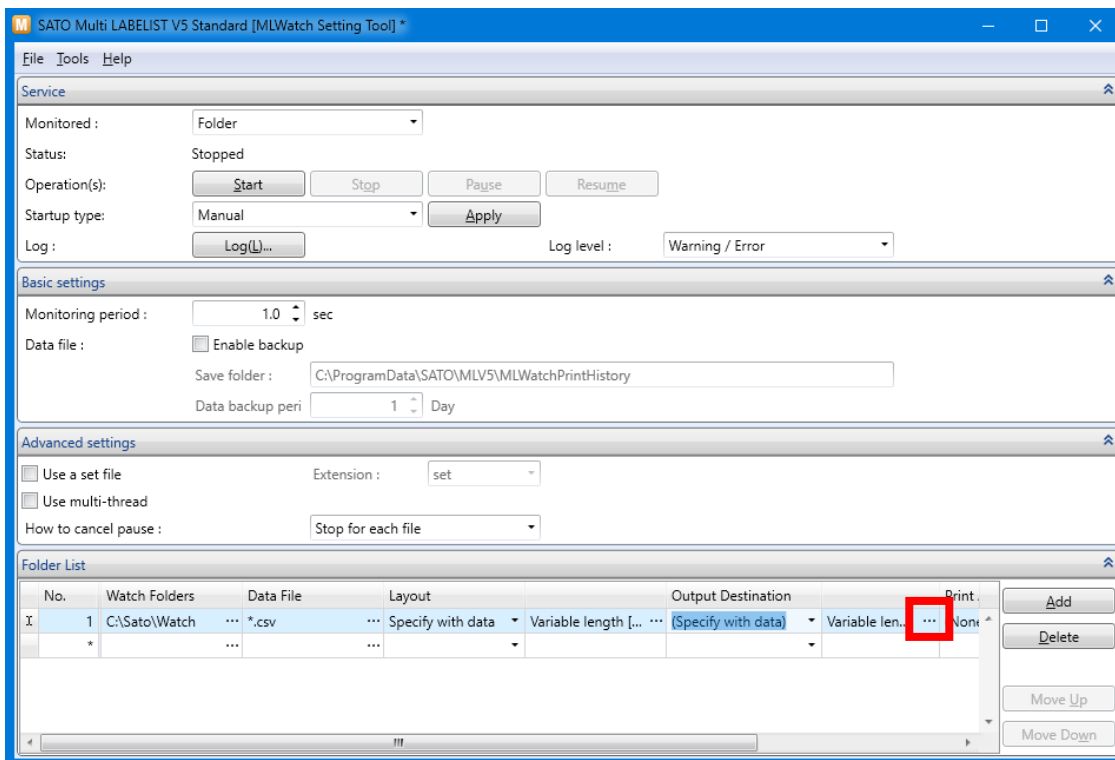 SATO Multi LABELIST V5 Standard [MLWatch Setting Tool] *
File Tools Help
Service
Monitored : Folder
Status: Stopped
Operation(s): Start Stop Pause Resume
Startup type: Manual Apply
Log : Log(L)... Log level : Warning / Error
Basic settings
Monitoring period : 1.0 sec
Data file : Enable backup
Save folder : C:\ProgramData\SATO\MLV5\MLWatchPrintHistory
Data backup peri 1 Day
Advanced settings
Use a set file Extension : set
Use multi-thread
How to cancel pause : Stop for each file
Folder List
No. Watch Folders Data File Layout Output Destination Print Add
1 C:\Sato\Watch ... *.csv ... Specify with data Variable length [... ... (Specify with data) Variable len... ... None
Delete
* ... ...
Move Up
Move Down